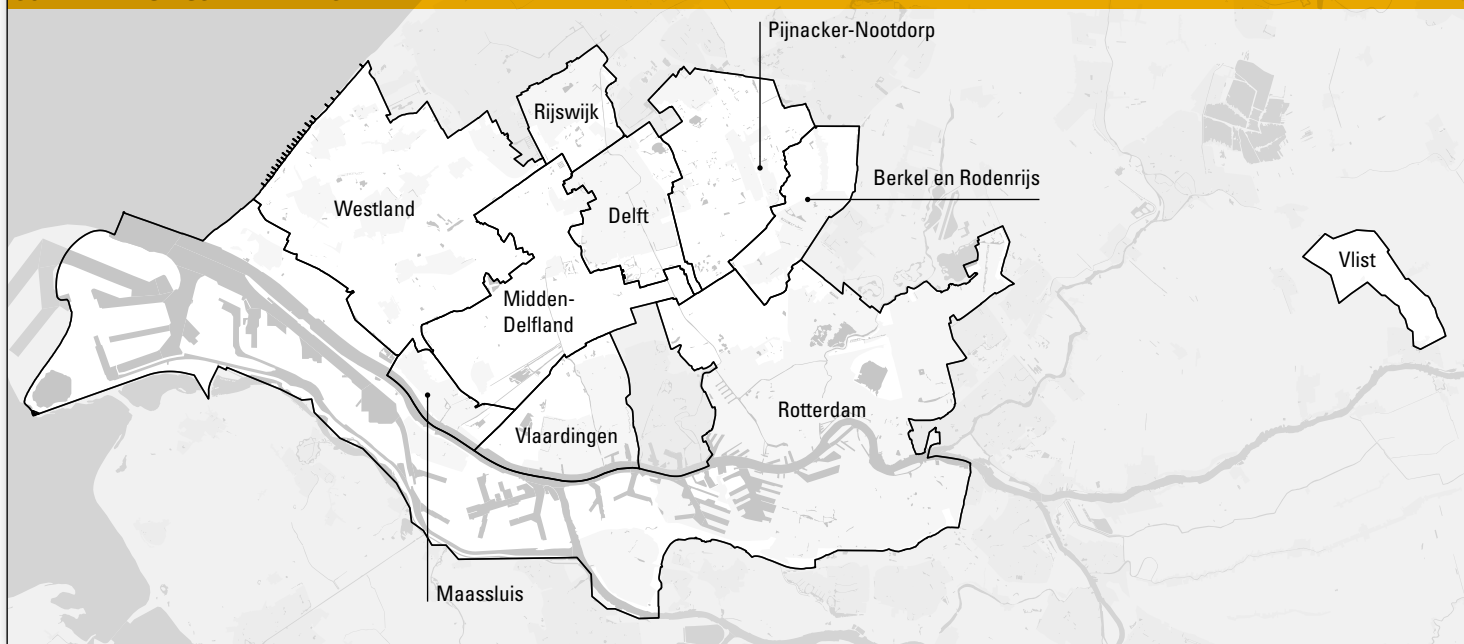 Pijnacker-Nootdorp
Rijswijk
Berkel en Rodenrijs
Westland
Delft
Vlist
Midden-
Delfland
Rotterdam
Vlaardingen
Maassluis